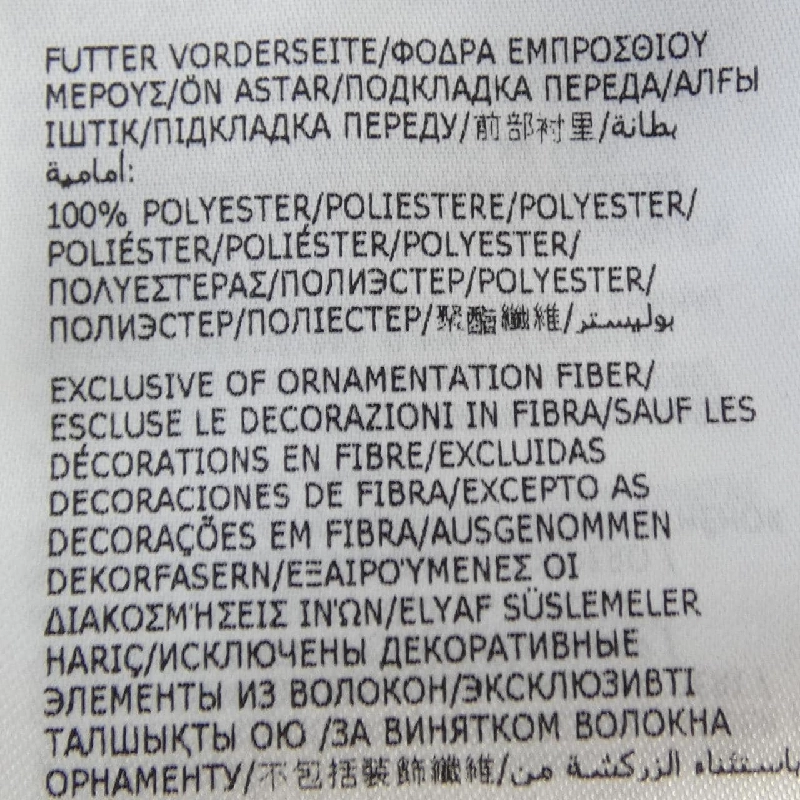 FUTTER VORDERSEITE/ΦΟΔΡΑ ΕΜΠΡΟΣΘΙΟΥ
ΜΕΡΟΥΣ/ÖN ASTAR/ПОДКЛАДКА ПЕРЕДА/АЛҒЫ
ІШТІК/ПІДКЛАДКА ПЕРЕДУ/前部衬里/بطانة
أمامية:
100% POLYESTER/POLIESTERE/POLYESTER/
POLIÉSTER/POLIÉSTER/POLYESTER/
ΠΟΛΥΕΣΤΕΡΑΣ/ПОЛИЭСТЕР/POLYESTER/
ПОЛИЭСТЕР/ПОЛІЕСТЕР/聚酯纖維/بوليستر
EXCLUSIVE OF ORNAMENTATION FIBER/
ESCLUSE LE DECORAZIONI IN FIBRA/SAUF LES
DÉCORATIONS EN FIBRE/EXCLUIDAS
DECORACIONES DE FIBRA/EXCEPTO AS
DECORAÇÕES EM FIBRA/AUSGENOMMEN
DEKORFASERN/ΕΞΑΙΡΟΎΜΕΝΕΣ ΟΙ
ΔΙΑΚΟΣΜΉΣΕΙΣ ΙΝΏΝ/ELYAF SÜSLEMELER
HARIÇ/ИСКЛЮЧЕНЫ ДЕКОРАТИВНЫЕ
ЭЛЕМЕНТЫ ИЗ ВОЛОКОН/ЭКСКЛЮЗИВТІ
ТАЛШЫҚТЫ ОЮ /ЗА ВИНЯТКОМ ВОЛОКНА
ОРНАМЕНТУ/不包括裝飾纖維/باستثناء الزركشة من